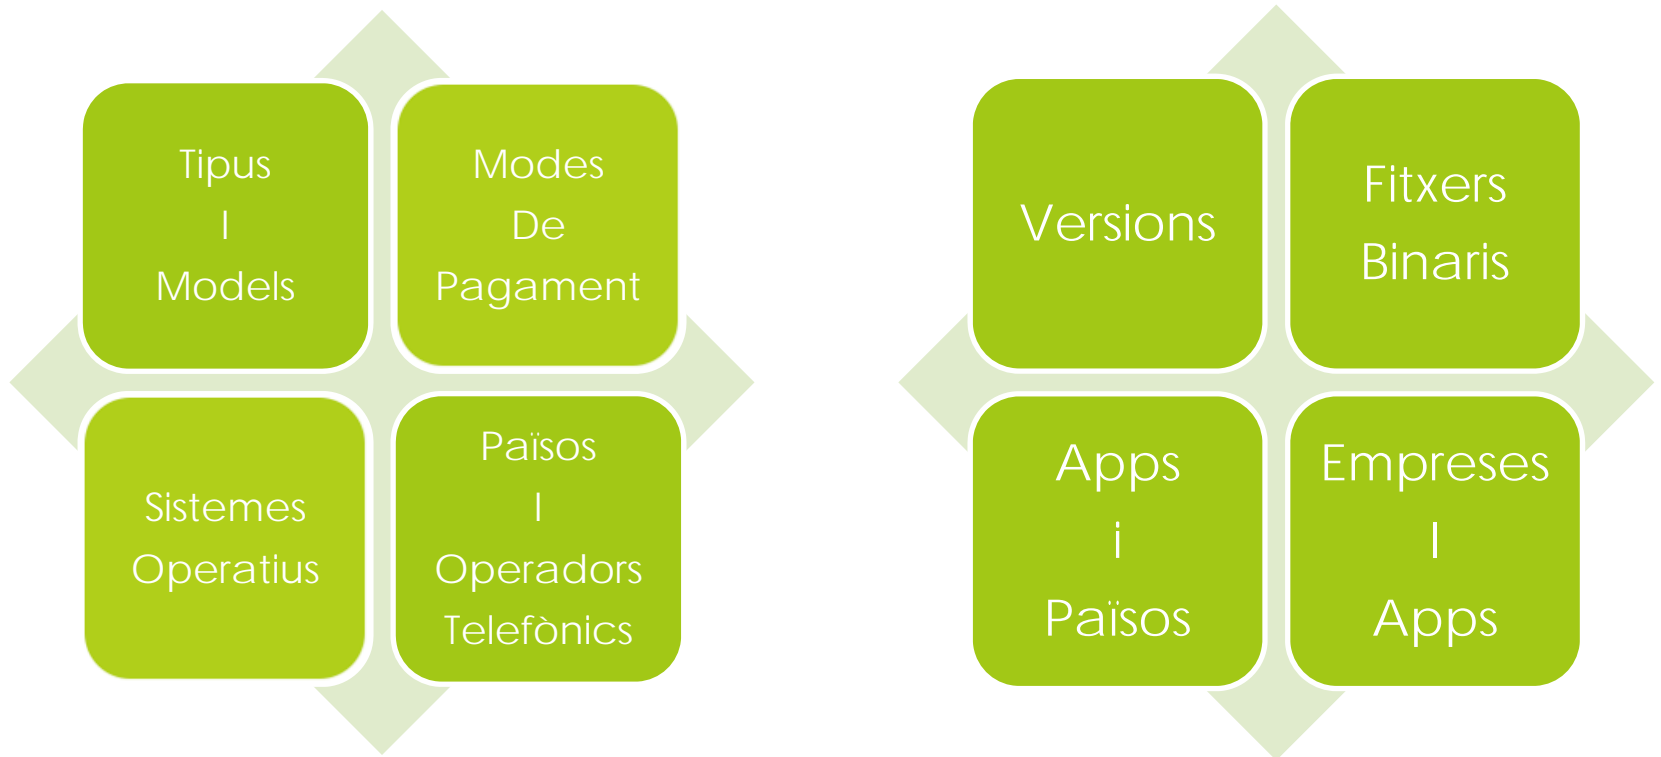 Tipus
I
Models
Modes
De
Pagament
Sistemes
Operatius
Països
I
Operadors
Telefònics
Versions
Fitxers
Binaris
Apps
i
Països
Empreses
I
Apps